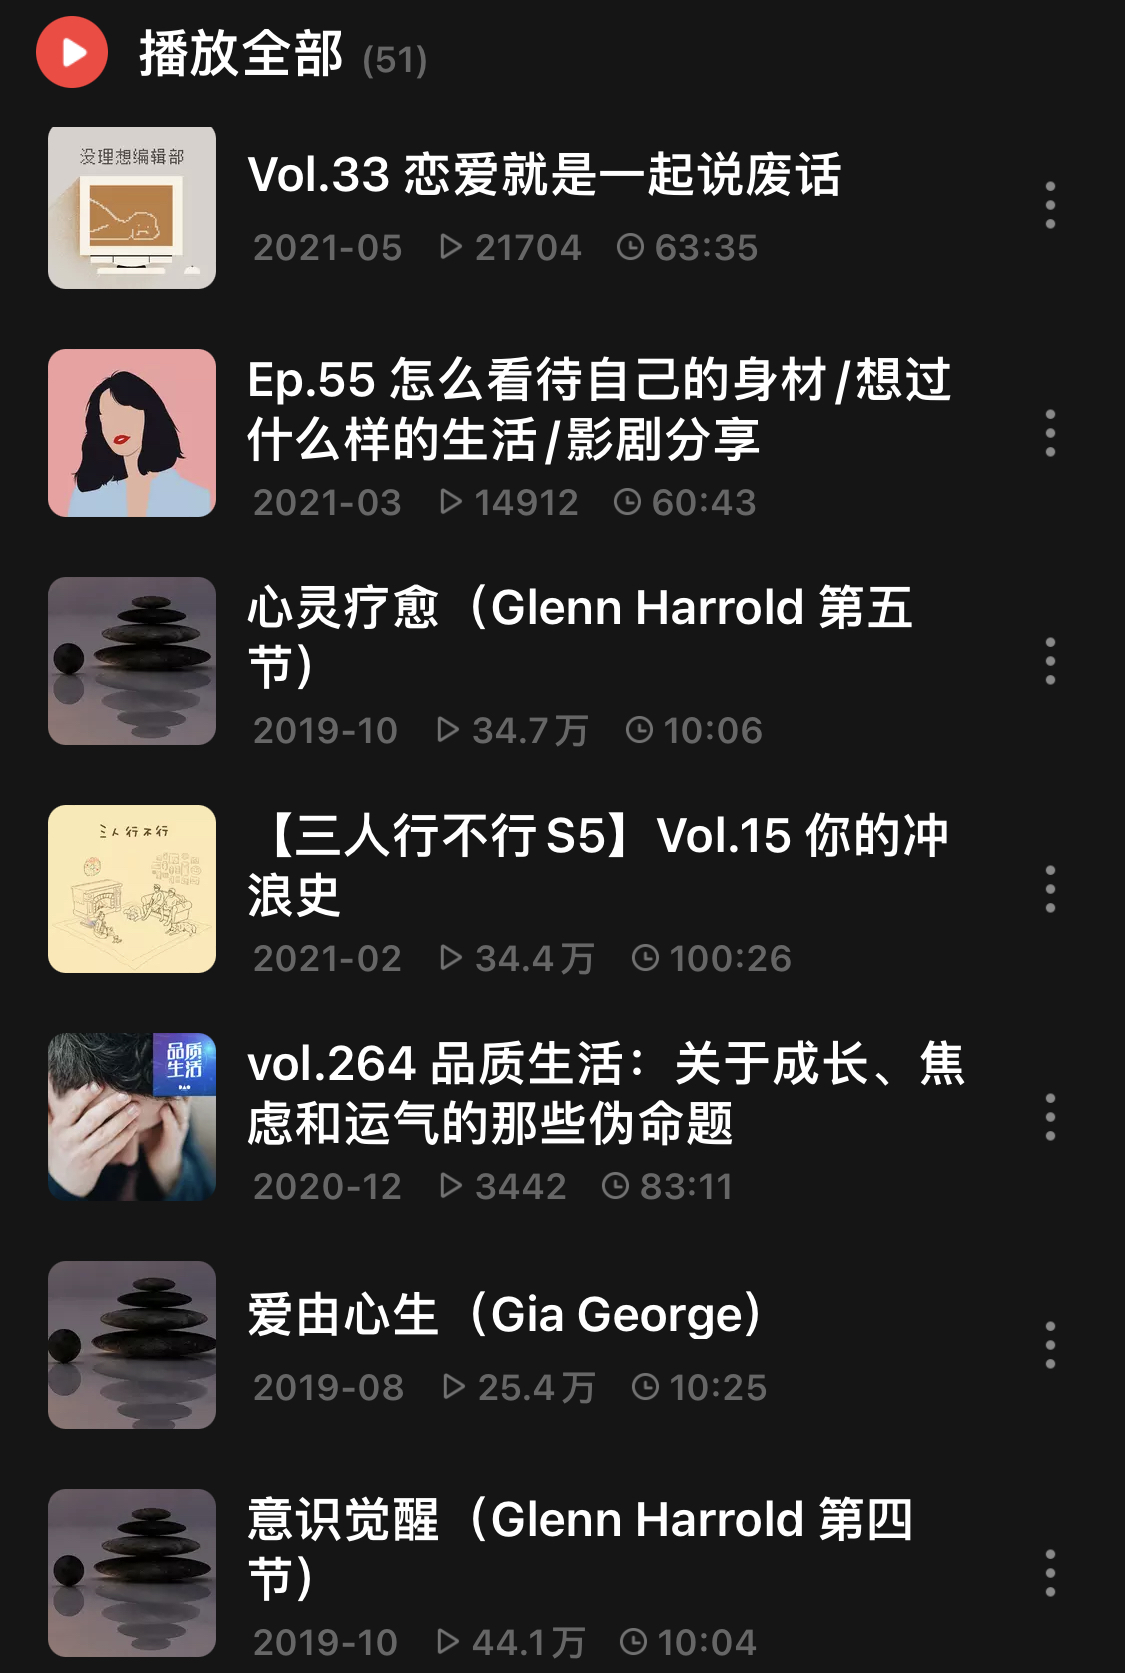 播放全部 (51)
没理想编辑部
Vol.33 恋爱就是一起说废话
2021-05 21704 63:35
Ep.55 怎么看待自己的身材/想过
什么样的生活/影剧分享
2021-03 14912 60:43
心灵疗愈（Glenn Harrold 第五
节）
2019-10 34.7万 10:06
三人行不行
【三人行不行S5】Vol.15 你的冲
浪史
2021-02 34.4万 100:26
品质
生活
vol.264 品质生活：关于成长、焦
虑和运气的那些伪命题
2020-12 3442 83:11
爱由心生（Gia George）
2019-08 25.4万 10:25
意识觉醒（Glenn Harrold 第四
节）
2019-10 44.1万 10:04